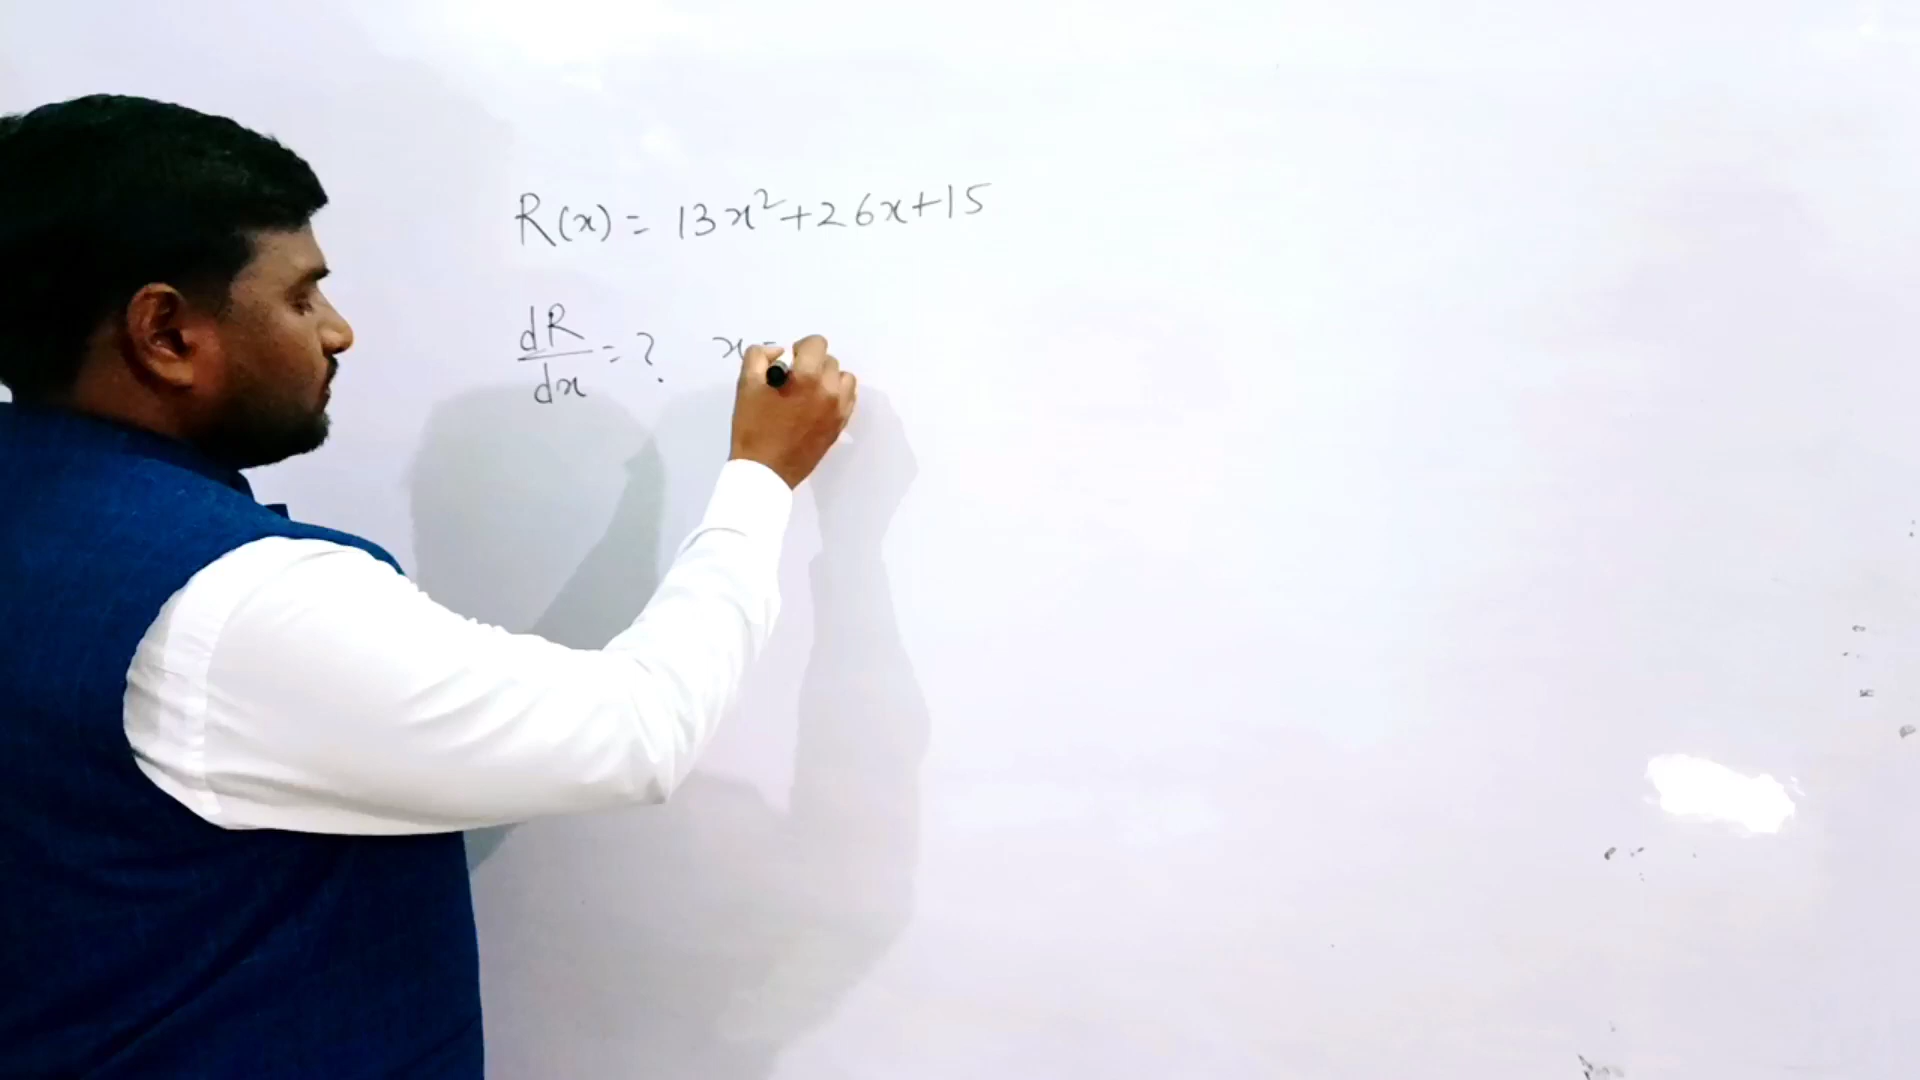 R(x) = 13x²+26x+15
dR/dx = ? x =